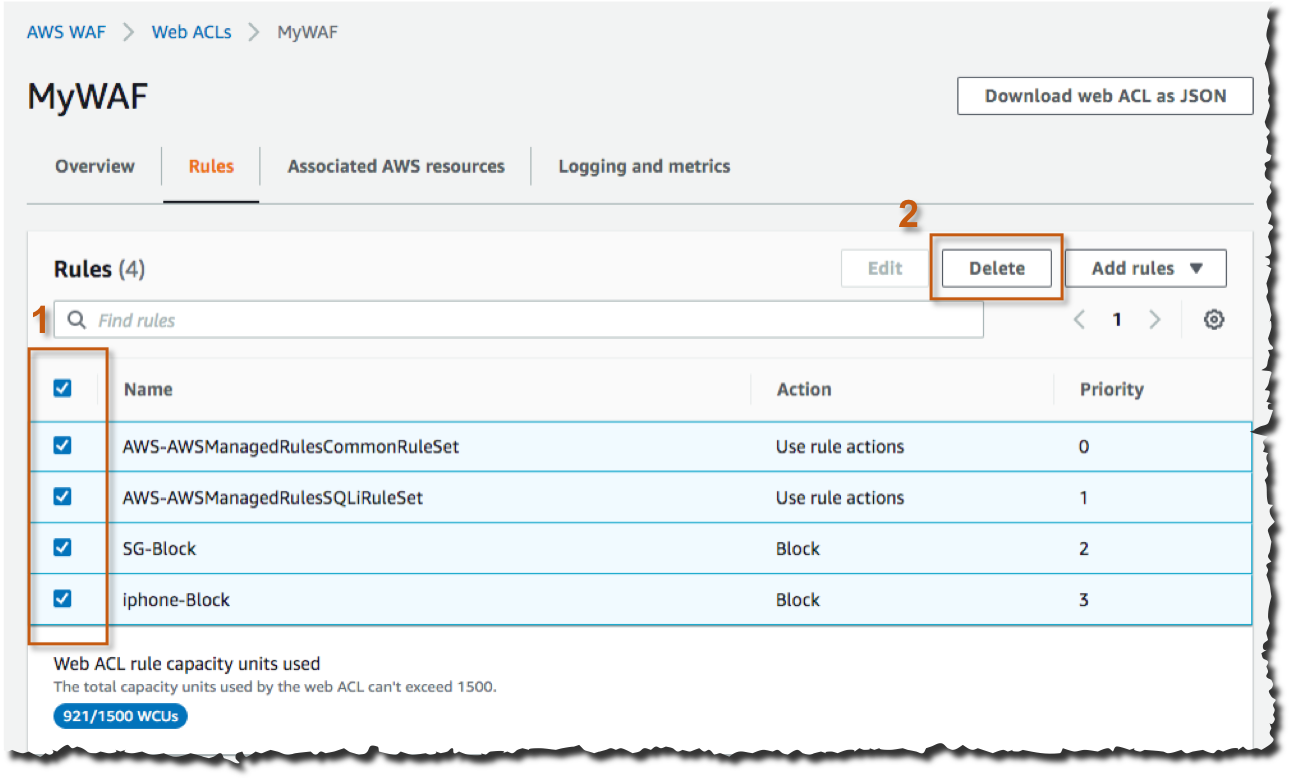 AWS WAF > Web ACLs > MyWAF
MyWAF
Download web ACL as JSON
Overview Rules Associated AWS resources Logging and metrics
2
Rules (4) Edit Delete Add rules ▼
1 Find rules < 1 >
Name Action Priority
AWS-AWSManagedRulesCommonRuleSet Use rule actions 0
AWS-AWSManagedRulesSQLiRuleSet Use rule actions 1
SG-Block Block 2
iphone-Block Block 3
Web ACL rule capacity units used
The total capacity units used by the web ACL can't exceed 1500.
921/1500 WCUs